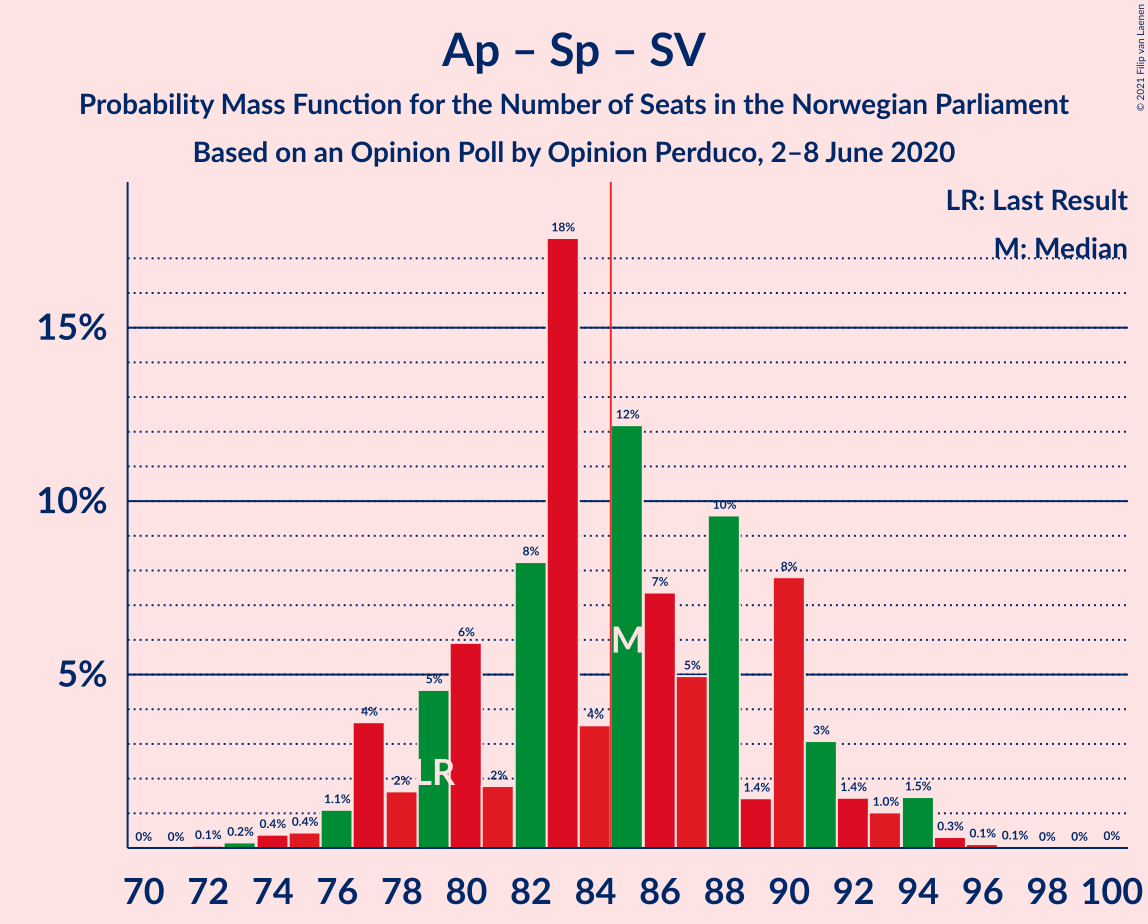 Ap – Sp – SV
Probability Mass Function for the Number of Seats in the Norwegian Parliament
Based on an Opinion Poll by Opinion Perduco, 2–8 June 2020
© 2021 Filip van Laenen
LR: Last Result
M: Median
15%
10%
5%
0% 0% 0.1% 0.2% 0.4% 0.4% 1.1% 4% 2% 5% 6% 2% 8% 18% 4% 12% 7% 5% 10% 1.4% 8% 3% 1.4% 1.0% 1.5% 0.3% 0.1% 0.1% 0% 0% 0%
LR
M
70 72 74 76 78 80 82 84 86 88 90 92 94 96 98 100